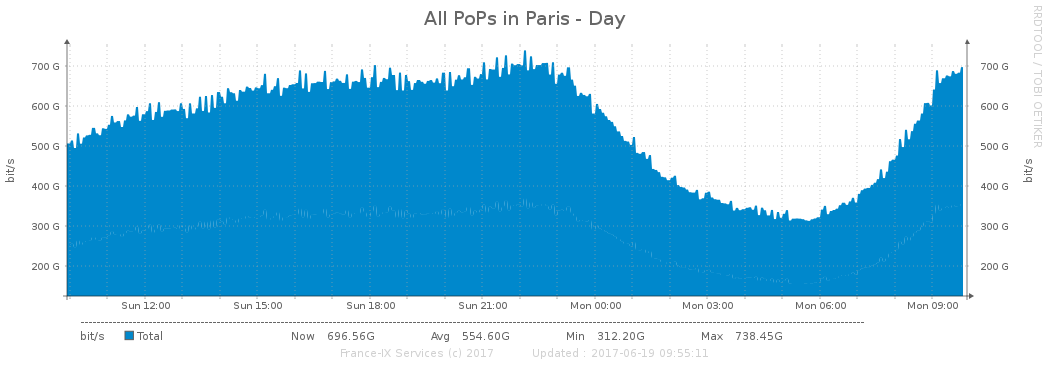 All PoPs in Paris - Day
RRDTOOL / TOBI OETIKER
bit/s
700 G 700 G
600 G 600 G
500 G 500 G
400 G 400 G
300 G 300 G
200 G 200 G
bit/s
Sun 12:00 Sun 15:00 Sun 18:00 Sun 21:00 Mon 00:00 Mon 03:00 Mon 06:00 Mon 09:00
bit/s Total Now 696.56G Avg 554.60G Min 312.20G Max 738.45G
France-IX Services (c) 2017 Updated : 2017-06-19 09:55:11